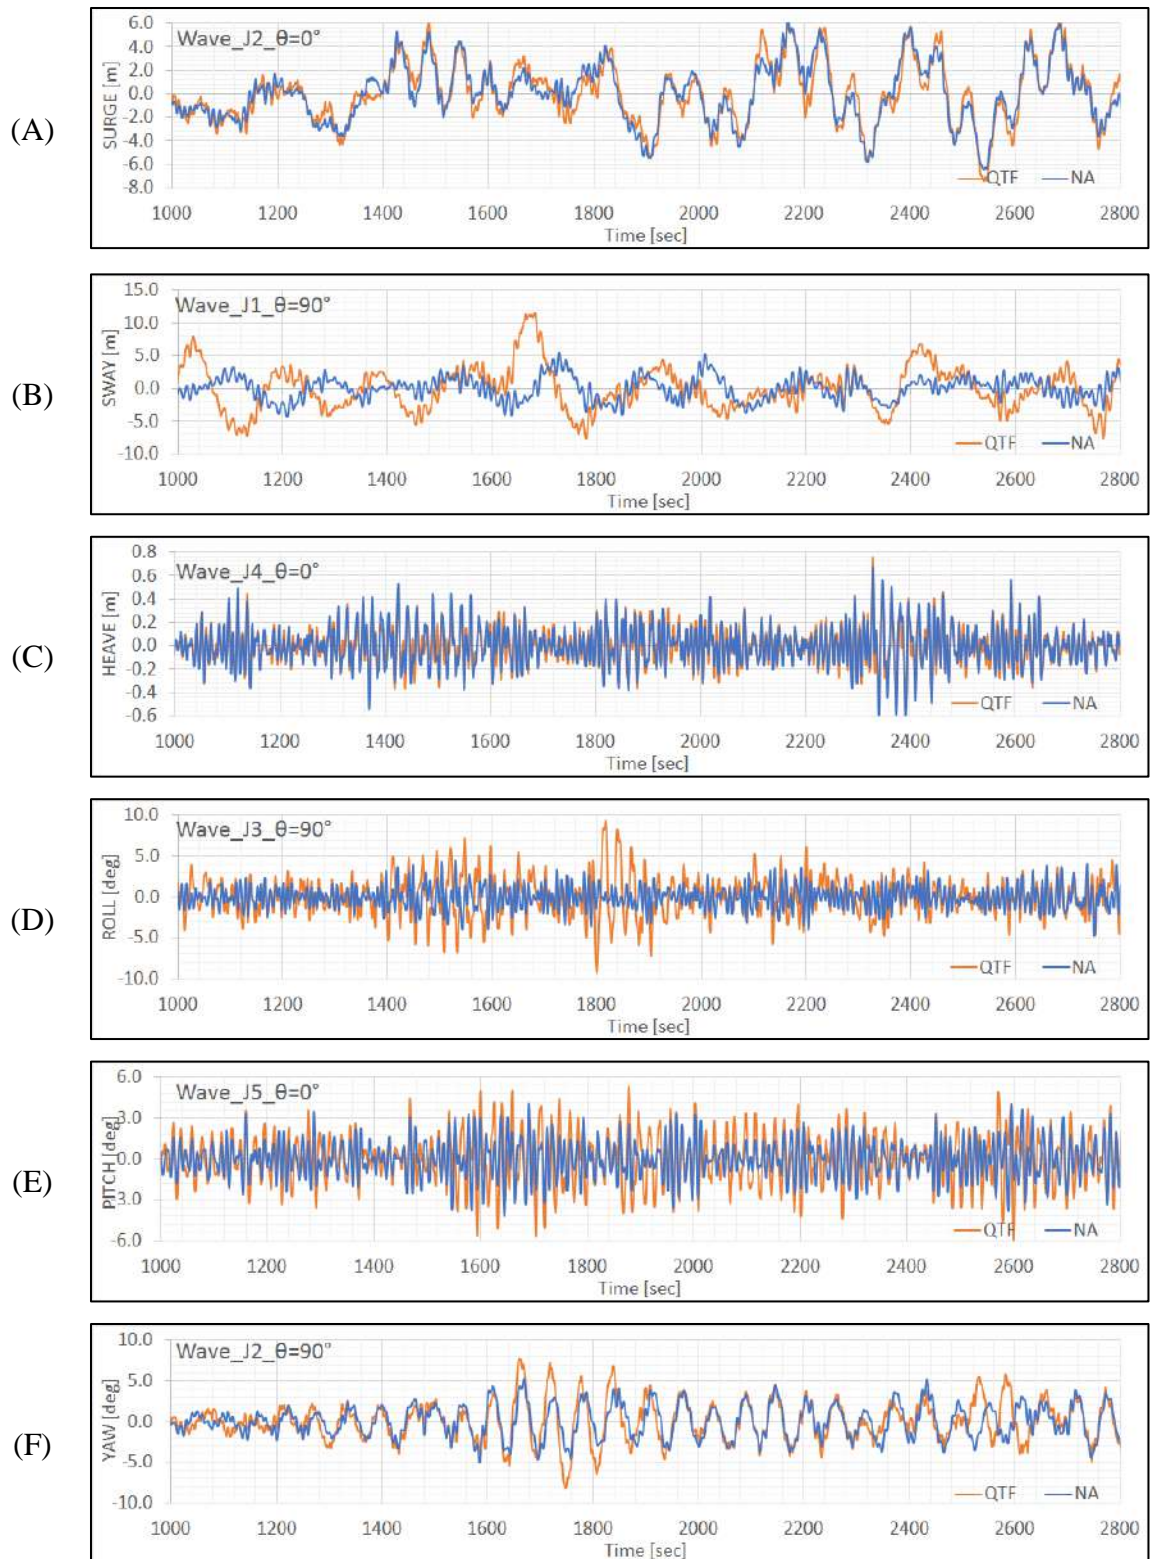 (A)
Wave_J2_θ=0°
SURGE [m]
6.0
4.0
2.0
0.0
-2.0
-4.0
-6.0
-8.0
QTF NA
1000 1200 1400 1600 1800 2000 2200 2400 2600 2800
Time [sec]
(B)
Wave_J1_θ=90°
SWAY [m]
15.0
10.0
5.0
0.0
-5.0
-10.0
QTF NA
1000 1200 1400 1600 1800 2000 2200 2400 2600 2800
Time [sec]
(C)
Wave_J4_θ=0°
HEAVE [m]
0.8
0.6
0.4
0.2
0.0
-0.2
-0.4
-0.6
QTF NA
1000 1200 1400 1600 1800 2000 2200 2400 2600 2800
Time [sec]
(D)
Wave_J3_θ=90°
ROLL [deg]
10.0
5.0
0.0
-5.0
-10.0
QTF NA
1000 1200 1400 1600 1800 2000 2200 2400 2600 2800
Time [sec]
(E)
Wave_J5_θ=0°
PITCH [deg]
6.0
3.0
0.0
-3.0
-6.0
QTF NA
1000 1200 1400 1600 1800 2000 2200 2400 2600 2800
Time [sec]
(F)
Wave_J2_θ=90°
YAW [deg]
10.0
5.0
0.0
-5.0
-10.0
QTF NA
1000 1200 1400 1600 1800 2000 2200 2400 2600 2800
Time [sec]